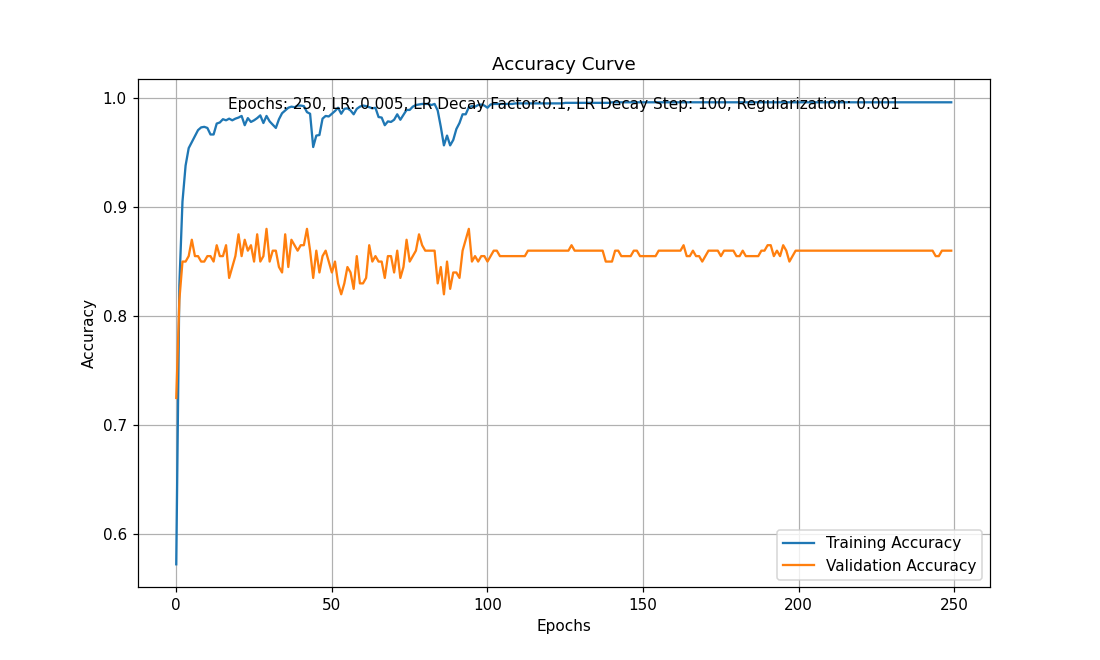 Accuracy Curve
Epochs: 250, LR: 0.005, LR Decay Factor:0.1, LR Decay Step: 100, Regularization: 0.001
1.0
0.9
0.8
0.7
0.6
Accuracy
Training Accuracy
Validation Accuracy
0 50 100 150 200 250
Epochs